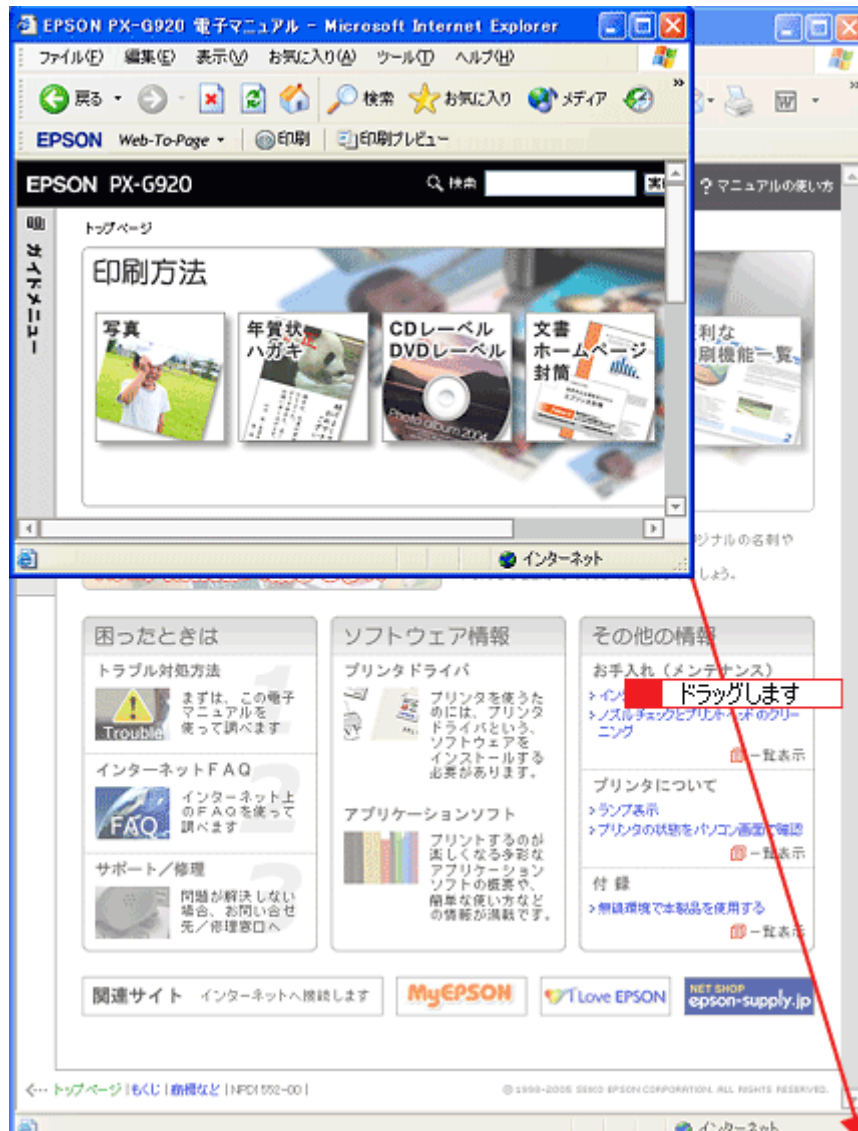 EPSON PX-G920 電子マニュアル - Microsoft Internet Explorer
ファイル(F) 編集(E) 表示(V) お気に入り(A) ツール(T) ヘルプ(H)
戻る 検索 お気に入り メディア
EPSON Web-To-Page 印刷 印刷プレビュー
EPSON PX-G920 検索
? マニュアルの使い方
ガイドメニュー
トップページ
印刷方法
写真
年賀状
ハガキ
CDレーベル
DVDレーベル
Photo album 2004
文書
ホームページ
封筒
利な
刷機能一覧
インターネット
ジナルの名刺や
しょう。
困ったときは
トラブル対処方法
まずは、この電子
マニュアルを
使って調べます
Trouble
インターネットFAQ
インターネット上
のFAQを使って
調べます
FAQ
サポート/修理
問題が解決しない
場合、お問い合せ
先/修理窓口へ
ソフトウェア情報
プリンタドライバ
プリンタを使うた
めには、プリンタ
ドライバという、
ソフトウェアを
インストールする
必要があります。
アプリケーションソフト
プリントするのが
楽しくなる多彩な
アプリケーション
ソフトの概要や、
簡単な使い方など
の情報が満載です。
その他の情報
お手入れ(メンテナンス)
ドラッグします
›ノズルチェックとプリントヘッドのクリー
ニング
一覧表示
プリンタについて
›ランプ表示
›プリンタの状態をパソコン画面で確認
一覧表示
付録
›無線環境で本製品を使用する
一覧表示
関連サイト インターネットへ接続します
MyEPSON
I Love EPSON
NET SHOP
epson-supply.jp
トップページ | もくじ | 商標など | NPD1552-00 |
© 1998-2005 SEIKO EPSON CORPORATION. ALL RIGHTS RESERVED.
インターネット